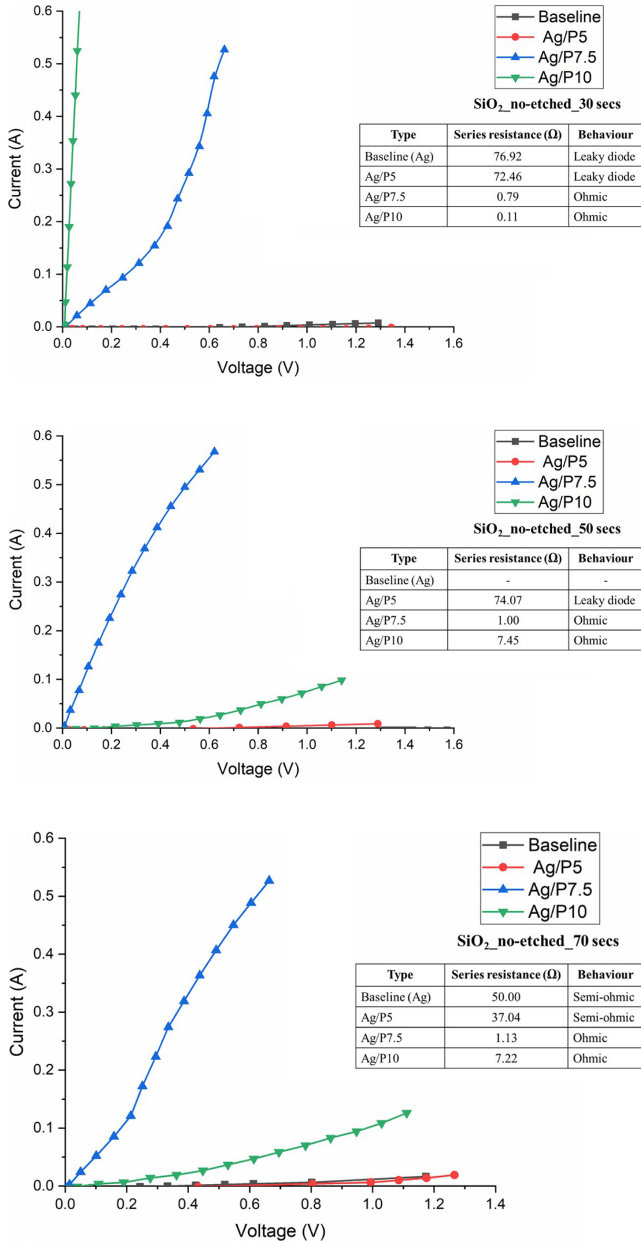 0.6
0.5
0.4
0.3
0.2
0.1
0.0
Current (A)
0.0 0.2 0.4 0.6 0.8 1.0 1.2 1.4 1.6
Voltage (V)
Baseline
Ag/P5
Ag/P7.5
Ag/P10
SiO₂_no-etched_30 secs
Type Series resistance (Ω) Behaviour
Baseline (Ag) 76.92 Leaky diode
Ag/P5 72.46 Leaky diode
Ag/P7.5 0.79 Ohmic
Ag/P10 0.11 Ohmic
0.6
0.5
0.4
0.3
0.2
0.1
0.0
Current (A)
0.0 0.2 0.4 0.6 0.8 1.0 1.2 1.4 1.6
Voltage (V)
Baseline
Ag/P5
Ag/P7.5
Ag/P10
SiO₂_no-etched_50 secs
Type Series resistance (Ω) Behaviour
Baseline (Ag) - -
Ag/P5 74.07 Leaky diode
Ag/P7.5 1.00 Ohmic
Ag/P10 7.45 Ohmic
0.6
0.5
0.4
0.3
0.2
0.1
0.0
Current (A)
0.0 0.2 0.4 0.6 0.8 1.0 1.2 1.4
Voltage (V)
Baseline
Ag/P5
Ag/P7.5
Ag/P10
SiO₂_no-etched_70 secs
Type Series resistance (Ω) Behaviour
Baseline (Ag) 50.00 Semi-ohmic
Ag/P5 37.04 Semi-ohmic
Ag/P7.5 1.13 Ohmic
Ag/P10 7.22 Ohmic